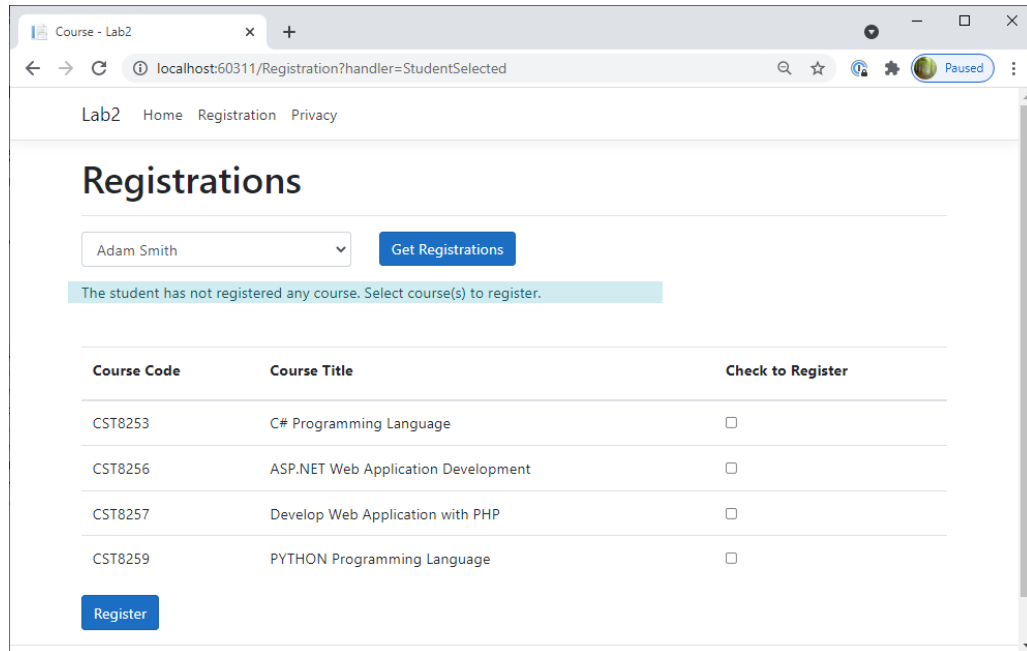 Course - Lab2
localhost:60311/Registration?handler=StudentSelected
Paused
Lab2 Home Registration Privacy
Registrations
Adam Smith Get Registrations
The student has not registered any course. Select course(s) to register.
Course Code Course Title Check to Register
CST8253 C# Programming Language
CST8256 ASP.NET Web Application Development
CST8257 Develop Web Application with PHP
CST8259 PYTHON Programming Language
Register